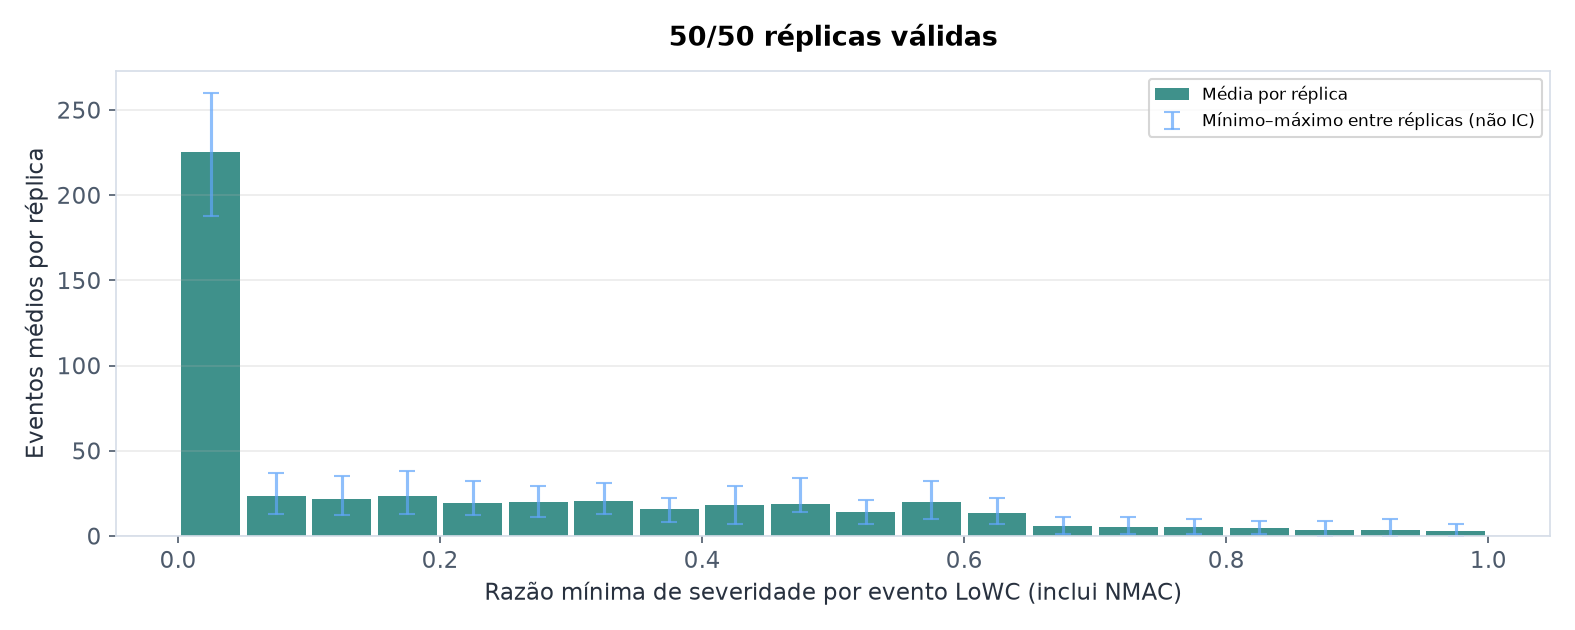 50/50 réplicas válidas
Média por réplica
Mínimo–máximo entre réplicas (não IC)
Eventos médios por réplica
250
200
150
100
50
0
0.0
0.2
0.4
0.6
0.8
1.0
Razão mínima de severidade por evento LoWC (inclui NMAC)